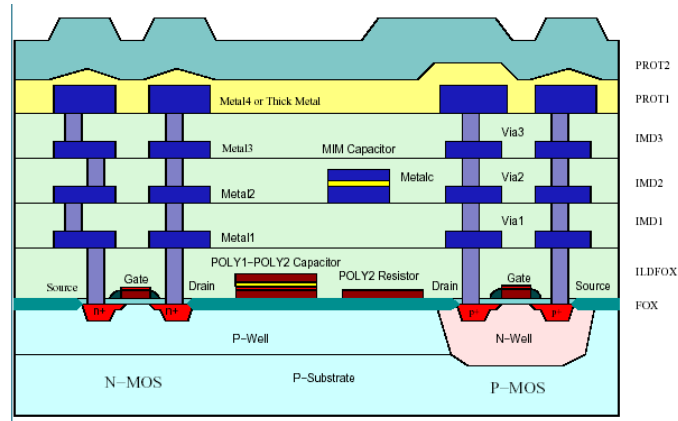 PROT2
PROT1
Metal4 or Thick Metal
Via3
IMD3
Metal3
MIM Capacitor
Metalc
Via2
IMD2
Metal2
Via1
IMD1
Metal1
POLY1-POLY2 Capacitor
ILDFOX
Source
Gate
Drain
POLY2 Resistor
Drain
Gate
Source
FOX
n+
n+
p+
p+
P-Well
N-Well
N-MOS
P-Substrate
P-MOS